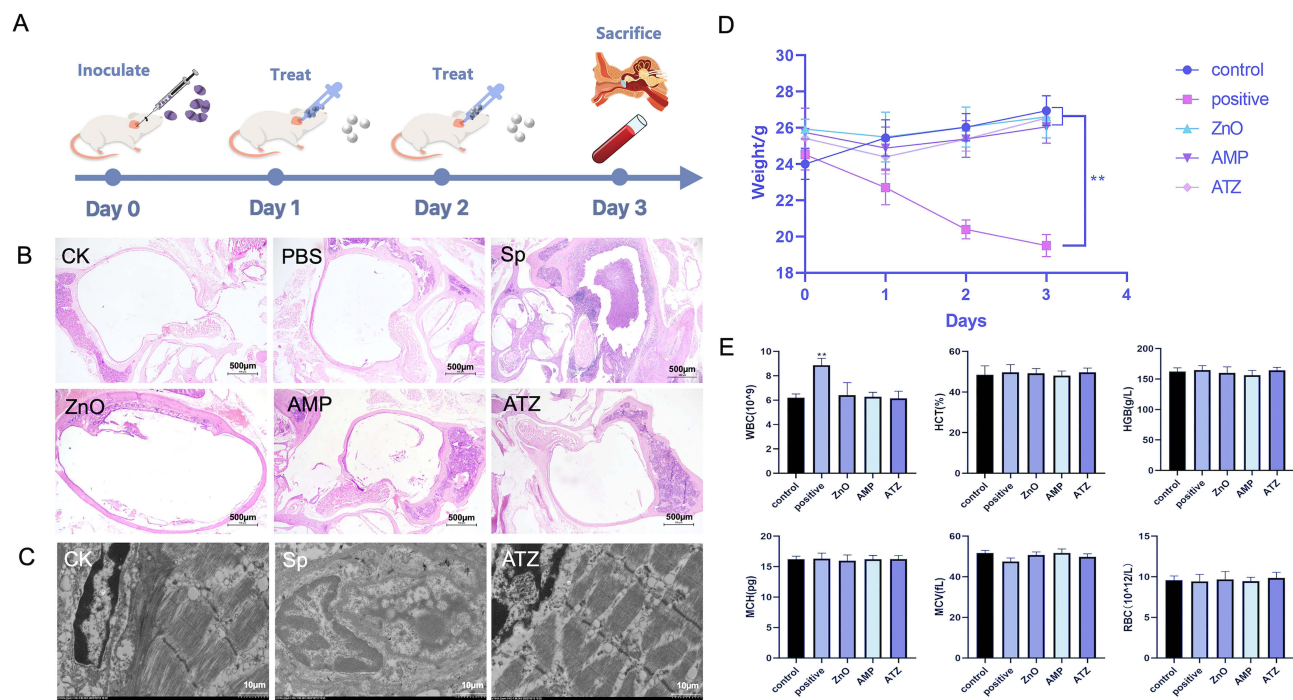 A
Inoculate
Treat
Treat
Sacrifice
Day 0
Day 1
Day 2
Day 3
B
CK
500μm
PBS
500μm
Sp
500μm
ZnO
500μm
AMP
500μm
ATZ
500μm
C
CK
10μm
Sp
10μm
ATZ
10μm
D
Weight/g
30
28
26
24
22
20
18
0
1
2
3
4
Days
**
control
positive
ZnO
AMP
ATZ
E
WBC(10^9)
10
8
6
4
2
0
**
control
positive
ZnO
AMP
ATZ
HCT(%)
60
40
20
0
control
positive
ZnO
AMP
ATZ
HGB(g/L)
200
150
100
50
0
control
positive
ZnO
AMP
ATZ
MCH(pg)
20
15
10
5
0
control
positive
ZnO
AMP
ATZ
MCV(fL)
60
40
20
0
control
positive
ZnO
AMP
ATZ
RBC(10^12/L)
15
10
5
0
control
positive
ZnO
AMP
ATZ